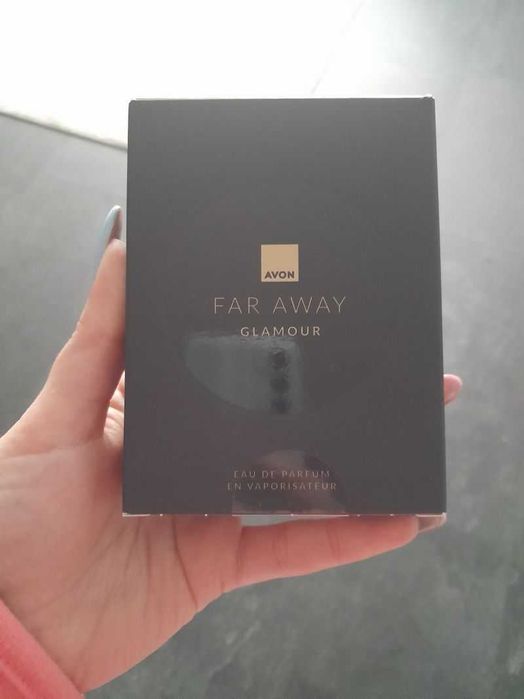 AVON
FAR AWAY
GLAMOUR
EAU DE PARFUM
EN VAPORISATEUR